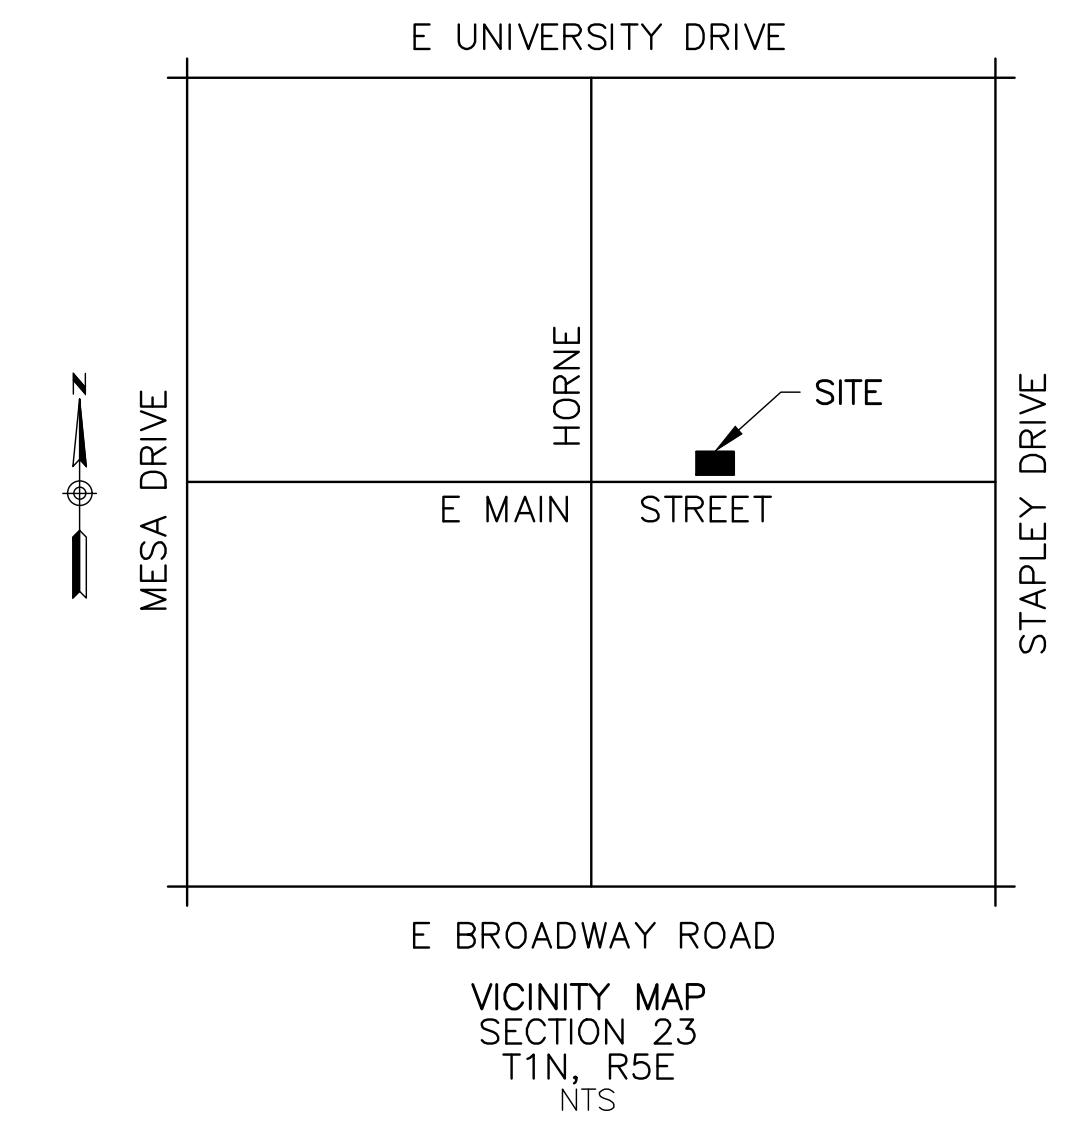 E UNIVERSITY DRIVE
HORNE
N
SITE
MESA DRIVE
STAPLEY DRIVE
E MAIN STREET
E BROADWAY ROAD
VICINITY MAP
SECTION 23
T1N, R5E
NTS